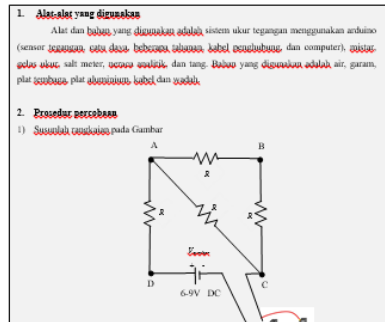 1. Alat-alat yang digunakan
Alat dan bahan yang digunakan adalah sistem ukur tegangan menggunakan arduino
(sensor tegangan, catu daya, beberapa tahanan, kabel penghubung, dan computer), mistar,
gelas ukur, salt meter, neraca analitik, dan tang. Bahan yang digunakan adalah air, garam,
plat tembaga, plat aluminium, kabel dan wadah.
2. Prosedur percobaan
1) Susunlah rangkaian pada Gambar
A
B
R
R
R
R
D
C
6-9V DC